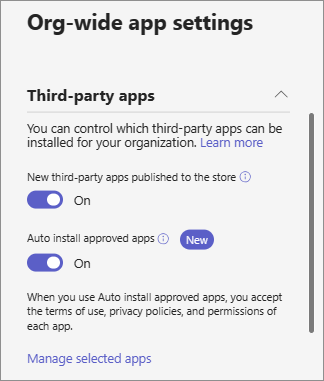 Org-wide app settings
Third-party apps
You can control which third-party apps can be
installed for your organization. Learn more
New third-party apps published to the store
On
Auto install approved apps New
On
When you use Auto install approved apps, you accept
the terms of use, privacy policies, and permissions of
each app.
Manage selected apps